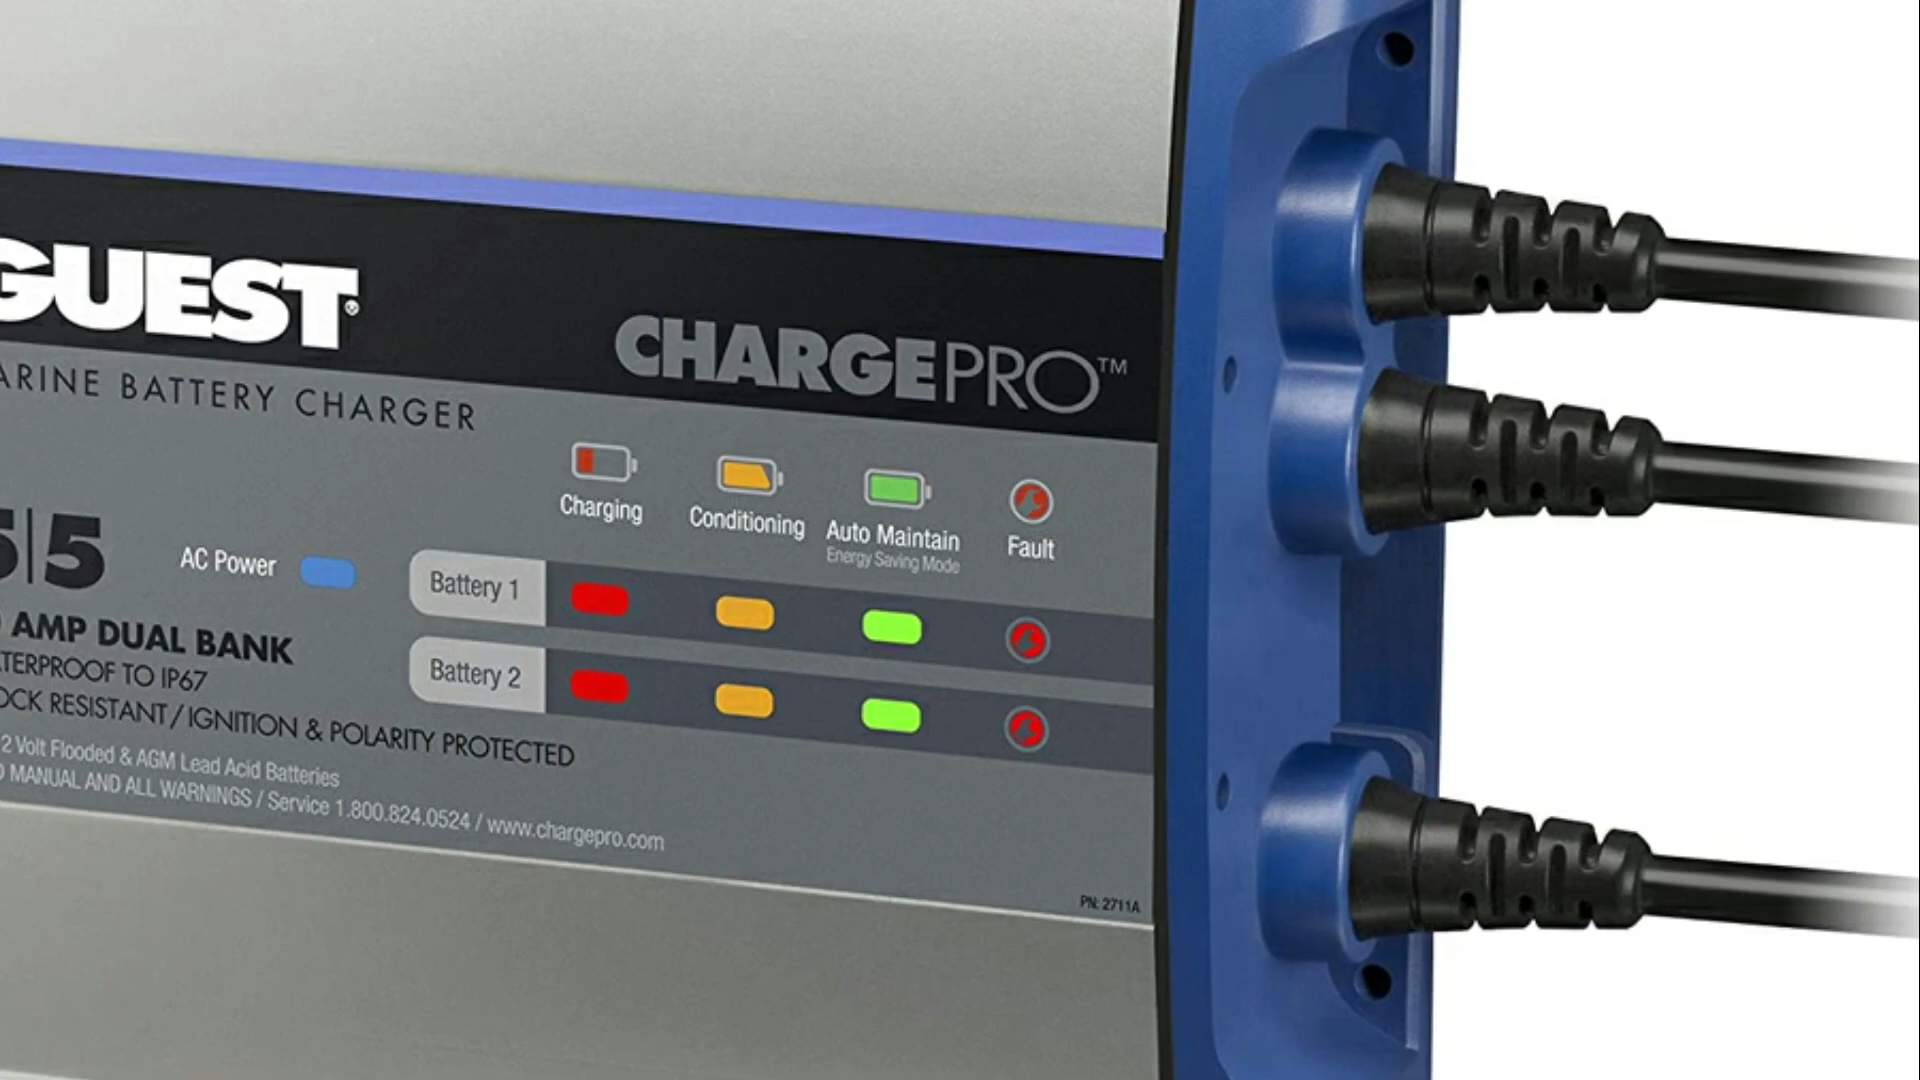 GUEST®
CHARGEPRO™
ARINE BATTERY CHARGER
Charging
Conditioning
Auto Maintain
Energy Saving Mode
Fault
5|5
AC Power
Battery 1
AMP DUAL BANK
Battery 2
TERPROOF TO IP67
OCK RESISTANT / IGNITION & POLARITY PROTECTED
2 Volt Flooded & AGM Lead Acid Batteries
D MANUAL AND ALL WARNINGS / Service 1.800.824.0524 / www.chargepro.com
PN: 2711A